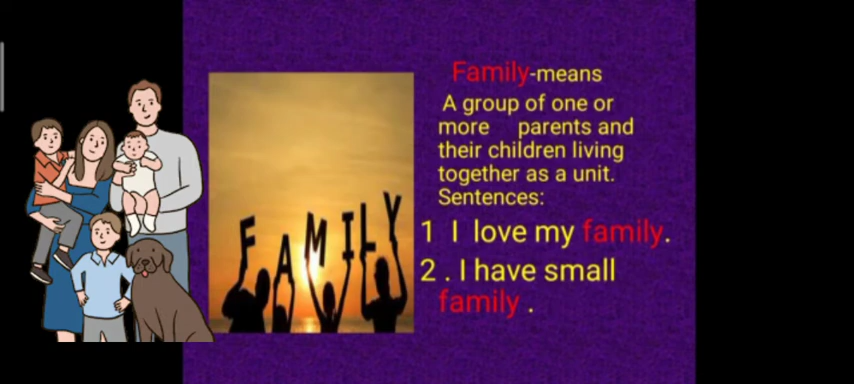 FAMILY
Family-means
A group of one or
more parents and
their children living
together as a unit.
Sentences:
1 I love my family.
2 . I have small
family .